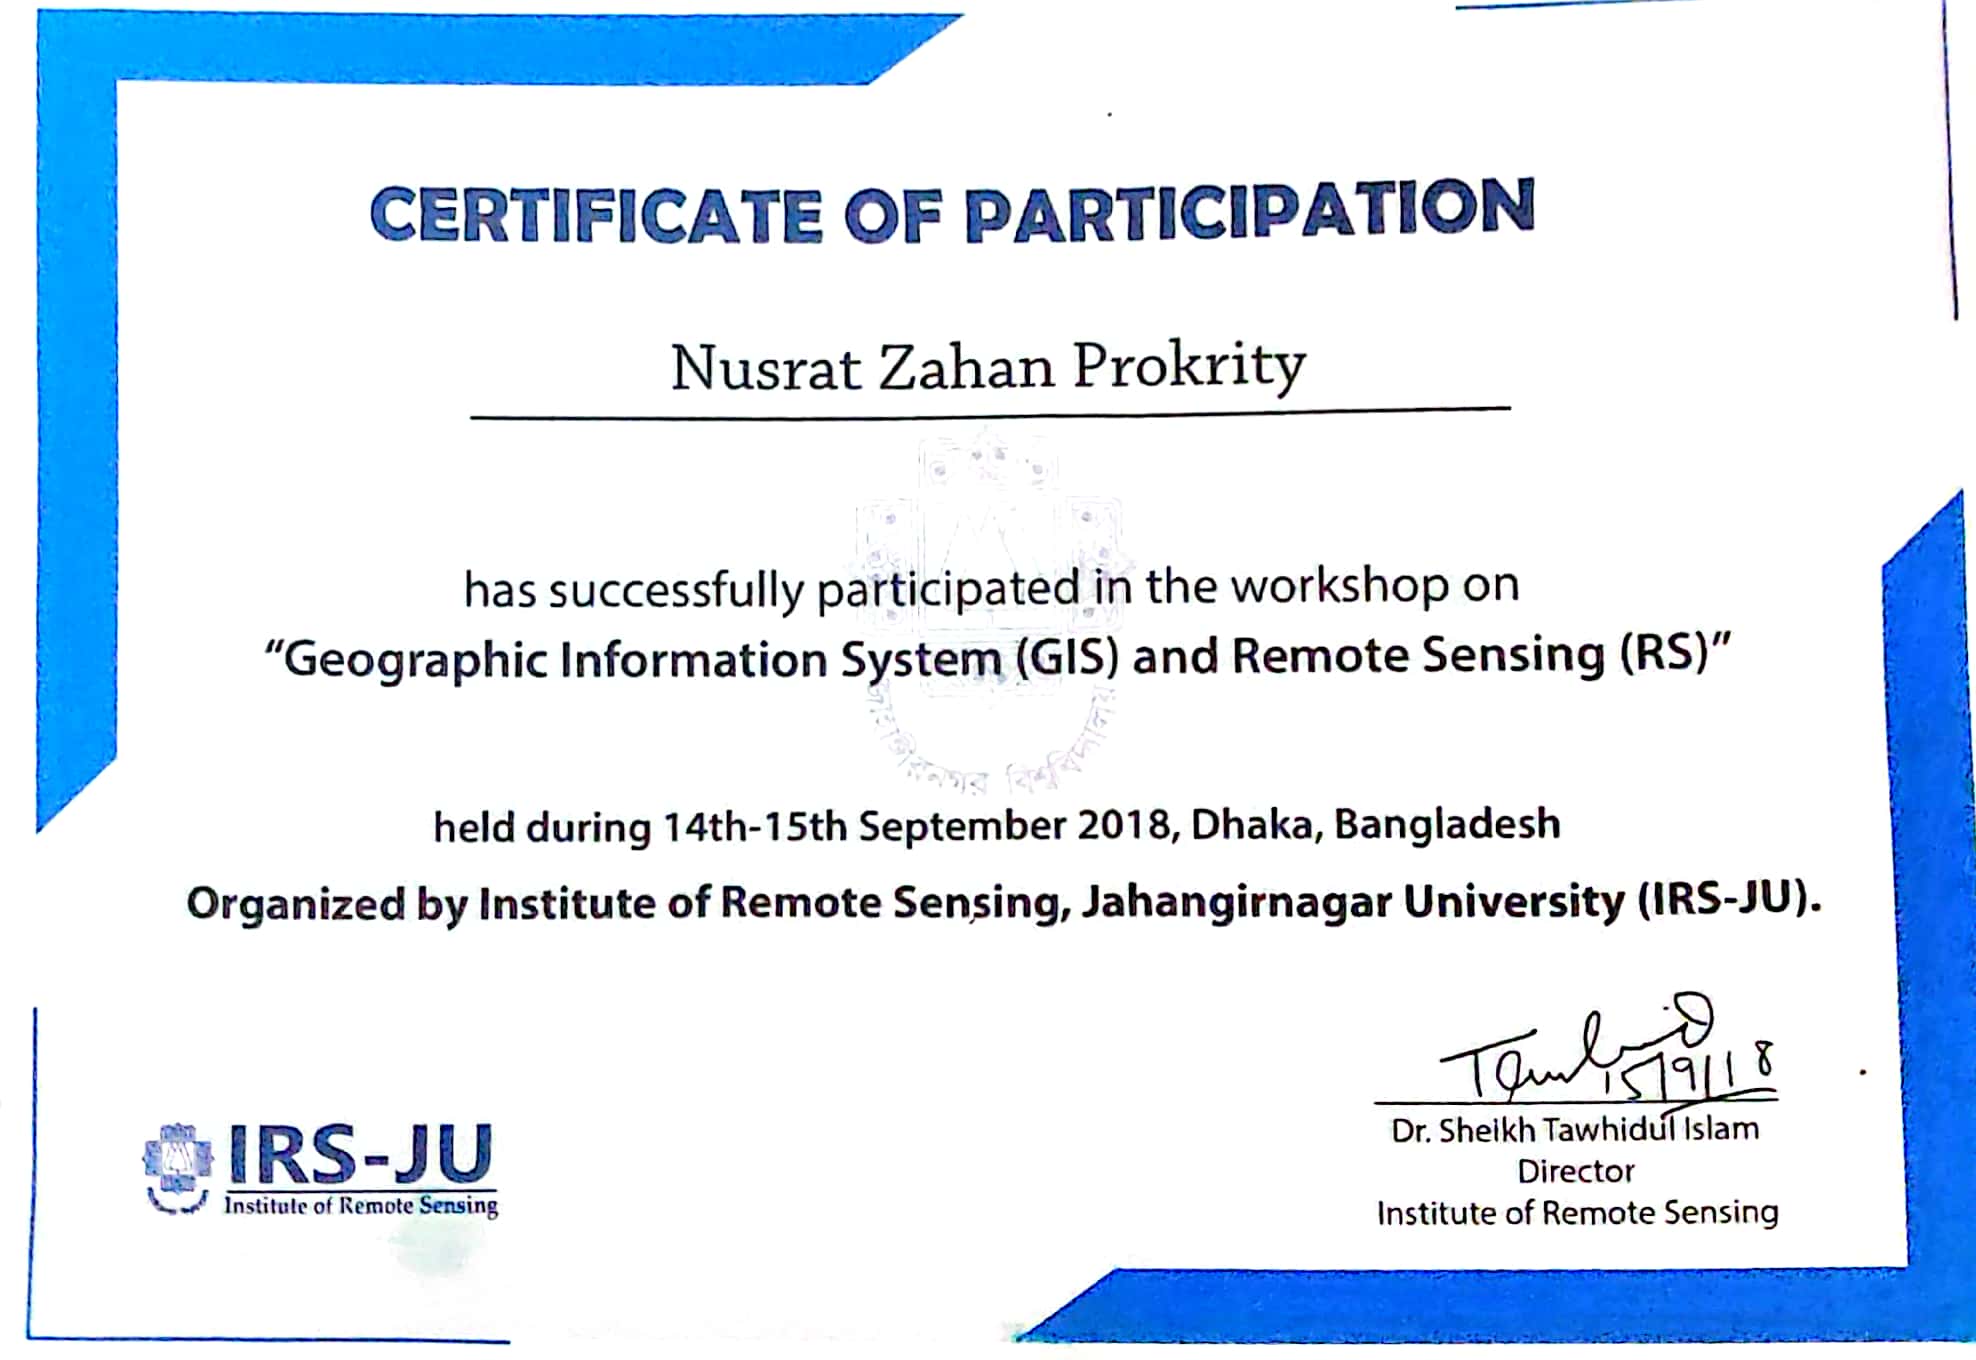 CERTIFICATE OF PARTICIPATION
Nusrat Zahan Prokrity
has successfully participated in the workshop on
“Geographic Information System (GIS) and Remote Sensing (RS)”
জাহাঙ্গীরনগর বিশ্ববিদ্যালয়
held during 14th-15th September 2018, Dhaka, Bangladesh
Organized by Institute of Remote Sensing, Jahangirnagar University (IRS-JU).
15/9/18
Dr. Sheikh Tawhidul Islam
Director
Institute of Remote Sensing
IRS-JU
Institute of Remote Sensing